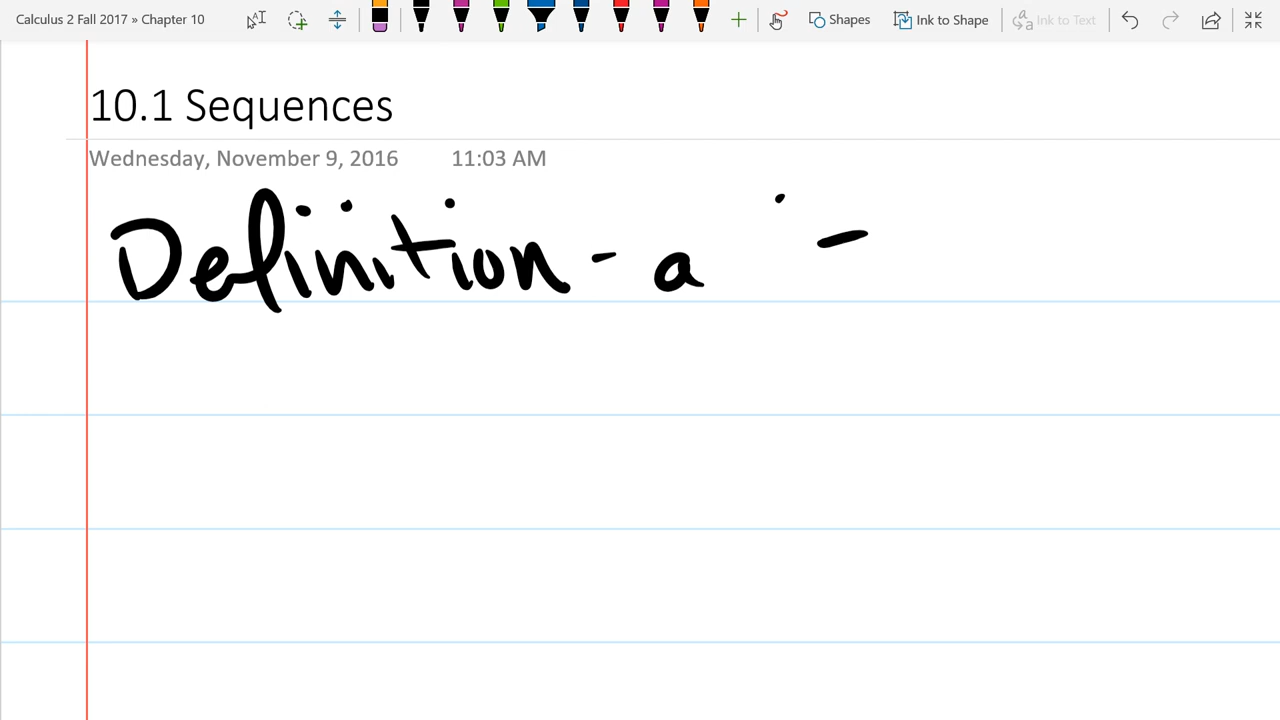 Calculus 2 Fall 2017 » Chapter 10
Shapes
Ink to Shape
Ink to Text
10.1 Sequences
Wednesday, November 9, 2016 11:03 AM
Definition - a